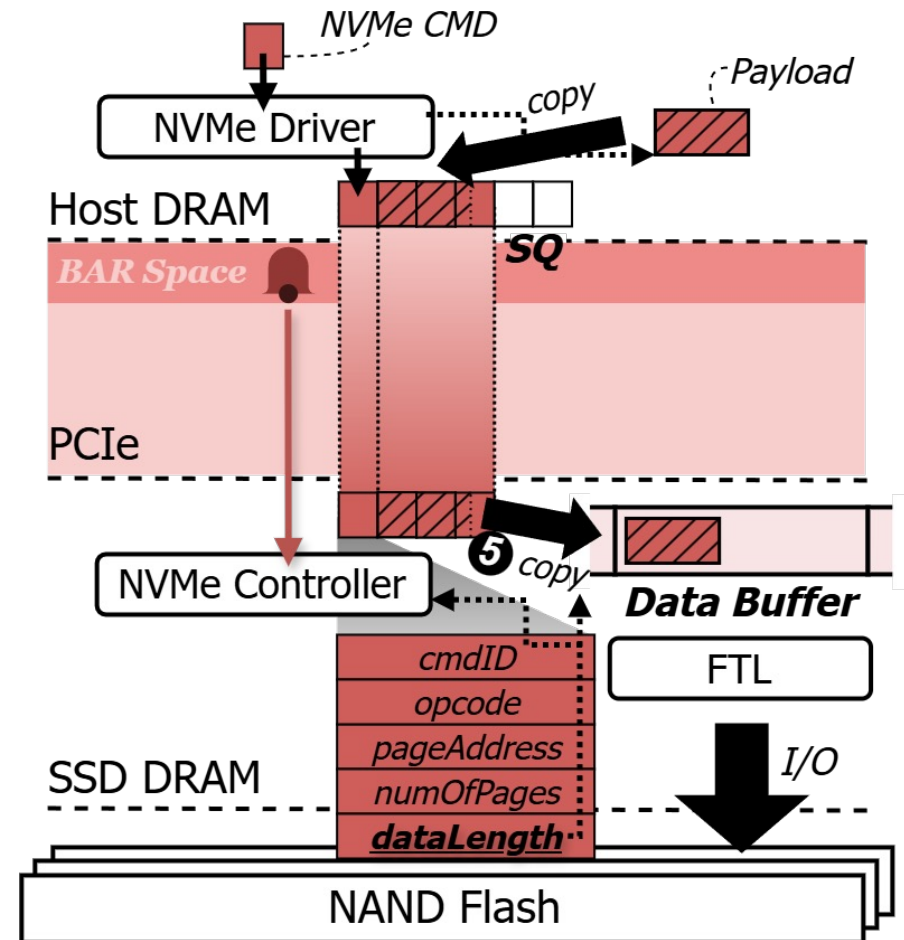 NVMe CMD
Payload
copy
NVMe Driver
Host DRAM
SQ
BAR Space
PCIe
5 copy
NVMe Controller
Data Buffer
cmdID
FTL
opcode
pageAddress
I/O
SSD DRAM
numOfPages
dataLength
NAND Flash